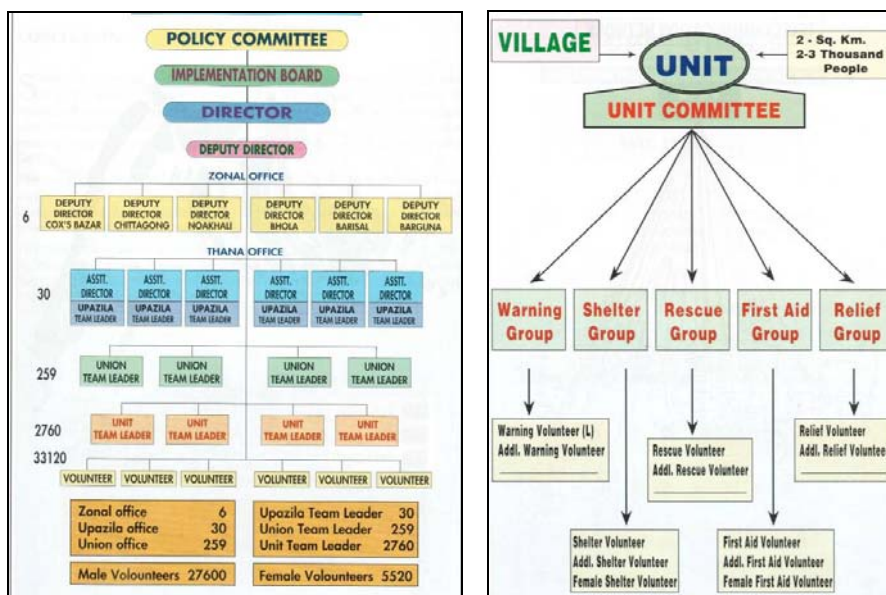 POLICY COMMITTEE
IMPLEMENTATION BOARD
DIRECTOR
DEPUTY DIRECTOR
ZONAL OFFICE
6
DEPUTY
DIRECTOR
COX'S BAZAR
DEPUTY
DIRECTOR
CHITTAGONG
DEPUTY
DIRECTOR
NOAKHALI
DEPUTY
DIRECTOR
BHOLA
DEPUTY
DIRECTOR
BARISAL
DEPUTY
DIRECTOR
BARGUNA
THANA OFFICE
30
ASSTT.
DIRECTOR
UPAZILA
TEAM LEADER
ASSTT.
DIRECTOR
UPAZILA
TEAM LEADER
ASSTT.
DIRECTOR
UPAZILA
TEAM LEADER
ASSTT.
DIRECTOR
UPAZILA
TEAM LEADER
ASSTT.
DIRECTOR
UPAZILA
TEAM LEADER
ASSTT.
DIRECTOR
UPAZILA
TEAM LEADER
259
UNION
TEAM LEADER
UNION
TEAM LEADER
UNION
TEAM LEADER
UNION
TEAM LEADER
2760
UNIT
TEAM LEADER
UNIT
TEAM LEADER
UNIT
TEAM LEADER
UNIT
TEAM LEADER
33120
VOLUNTEER
VOLUNTEER
VOLUNTEER
VOLUNTEER
VOLUNTEER
VOLUNTEER
Zonal office 6
Upazila office 30
Union office 259
Upazila Team Leader 30
Union Team Leader 259
Unit Team Leader 2760
Male Volounteers 27600
Female Volounteers 5520
VILLAGE
UNIT
2 - Sq. Km.
2-3 Thousand
People
UNIT COMMITTEE
Warning
Group
Shelter
Group
Rescue
Group
First Aid
Group
Relief
Group
Warning Volunteer (L)
Addl. Warning Volunteer
Rescue Volunteer
Addl. Rescue Volunteer
Relief Volunteer
Addl. Relief Voluntee
Shelter Volunteer
Addl. Shelter Volunteer
Female Shelter Volunteer
First Aid Volunteer
Addl. First Aid Volunteer
Female First Aid Volunteer